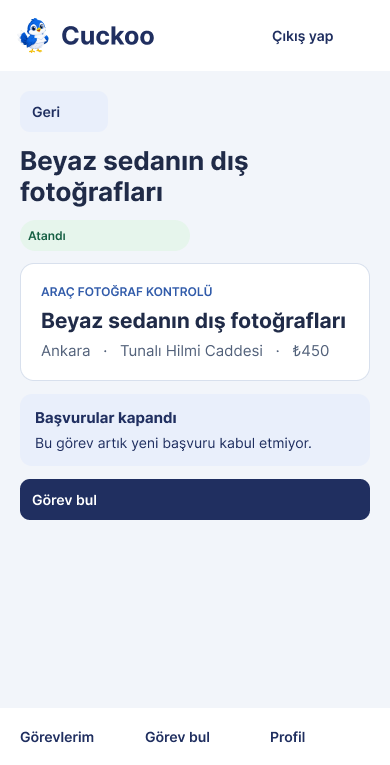 Cuckoo
Çıkış yap
Geri
Beyaz sedanın dış
fotoğrafları
Atandı
ARAÇ FOTOĞRAF KONTROLÜ
Beyaz sedanın dış fotoğrafları
Ankara · Tunalı Hilmi Caddesi · ₺450
Başvurular kapandı
Bu görev artık yeni başvuru kabul etmiyor.
Görev bul
Görevlerim
Görev bul
Profil